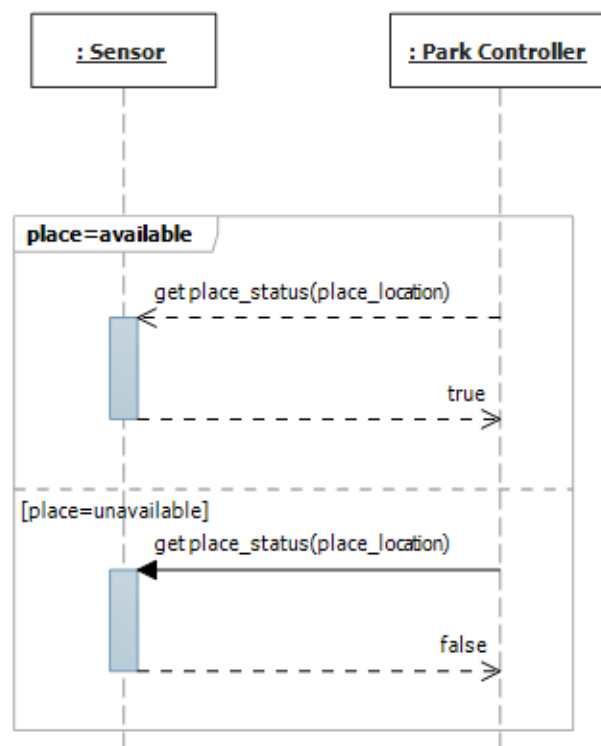 : Sensor
: Park Controller
place=available
get place_status(place_location)
true
[place=unavailable]
get place_status(place_location)
false